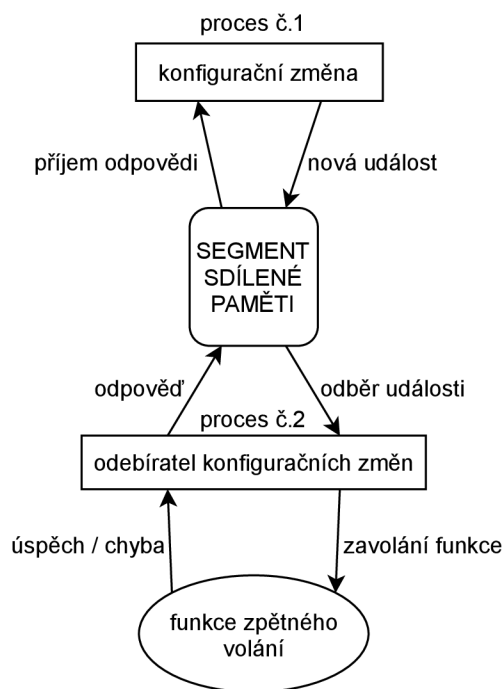 proces č.1
konfigurační změna
příjem odpovědi
nová událost
SEGMENT
SDÍLENÉ
PAMĚTI
odpověď
odběr události
proces č.2
odebíratel konfiguračních změn
úspěch / chyba
zavolání funkce
funkce zpětného
volání